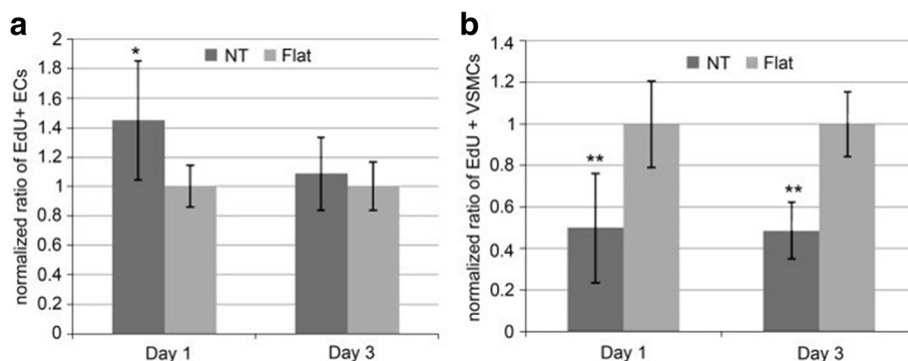 a
normalized ratio of EdU+ ECs
2
1.8
1.6
1.4
1.2
1
0.8
0.6
0.4
0.2
0
NT Flat
*
Day 1 Day 3
b
normalized ratio of EdU + VSMCs
1.4
1.2
1
0.8
0.6
0.4
0.2
0
NT Flat
**
**
Day 1 Day 3